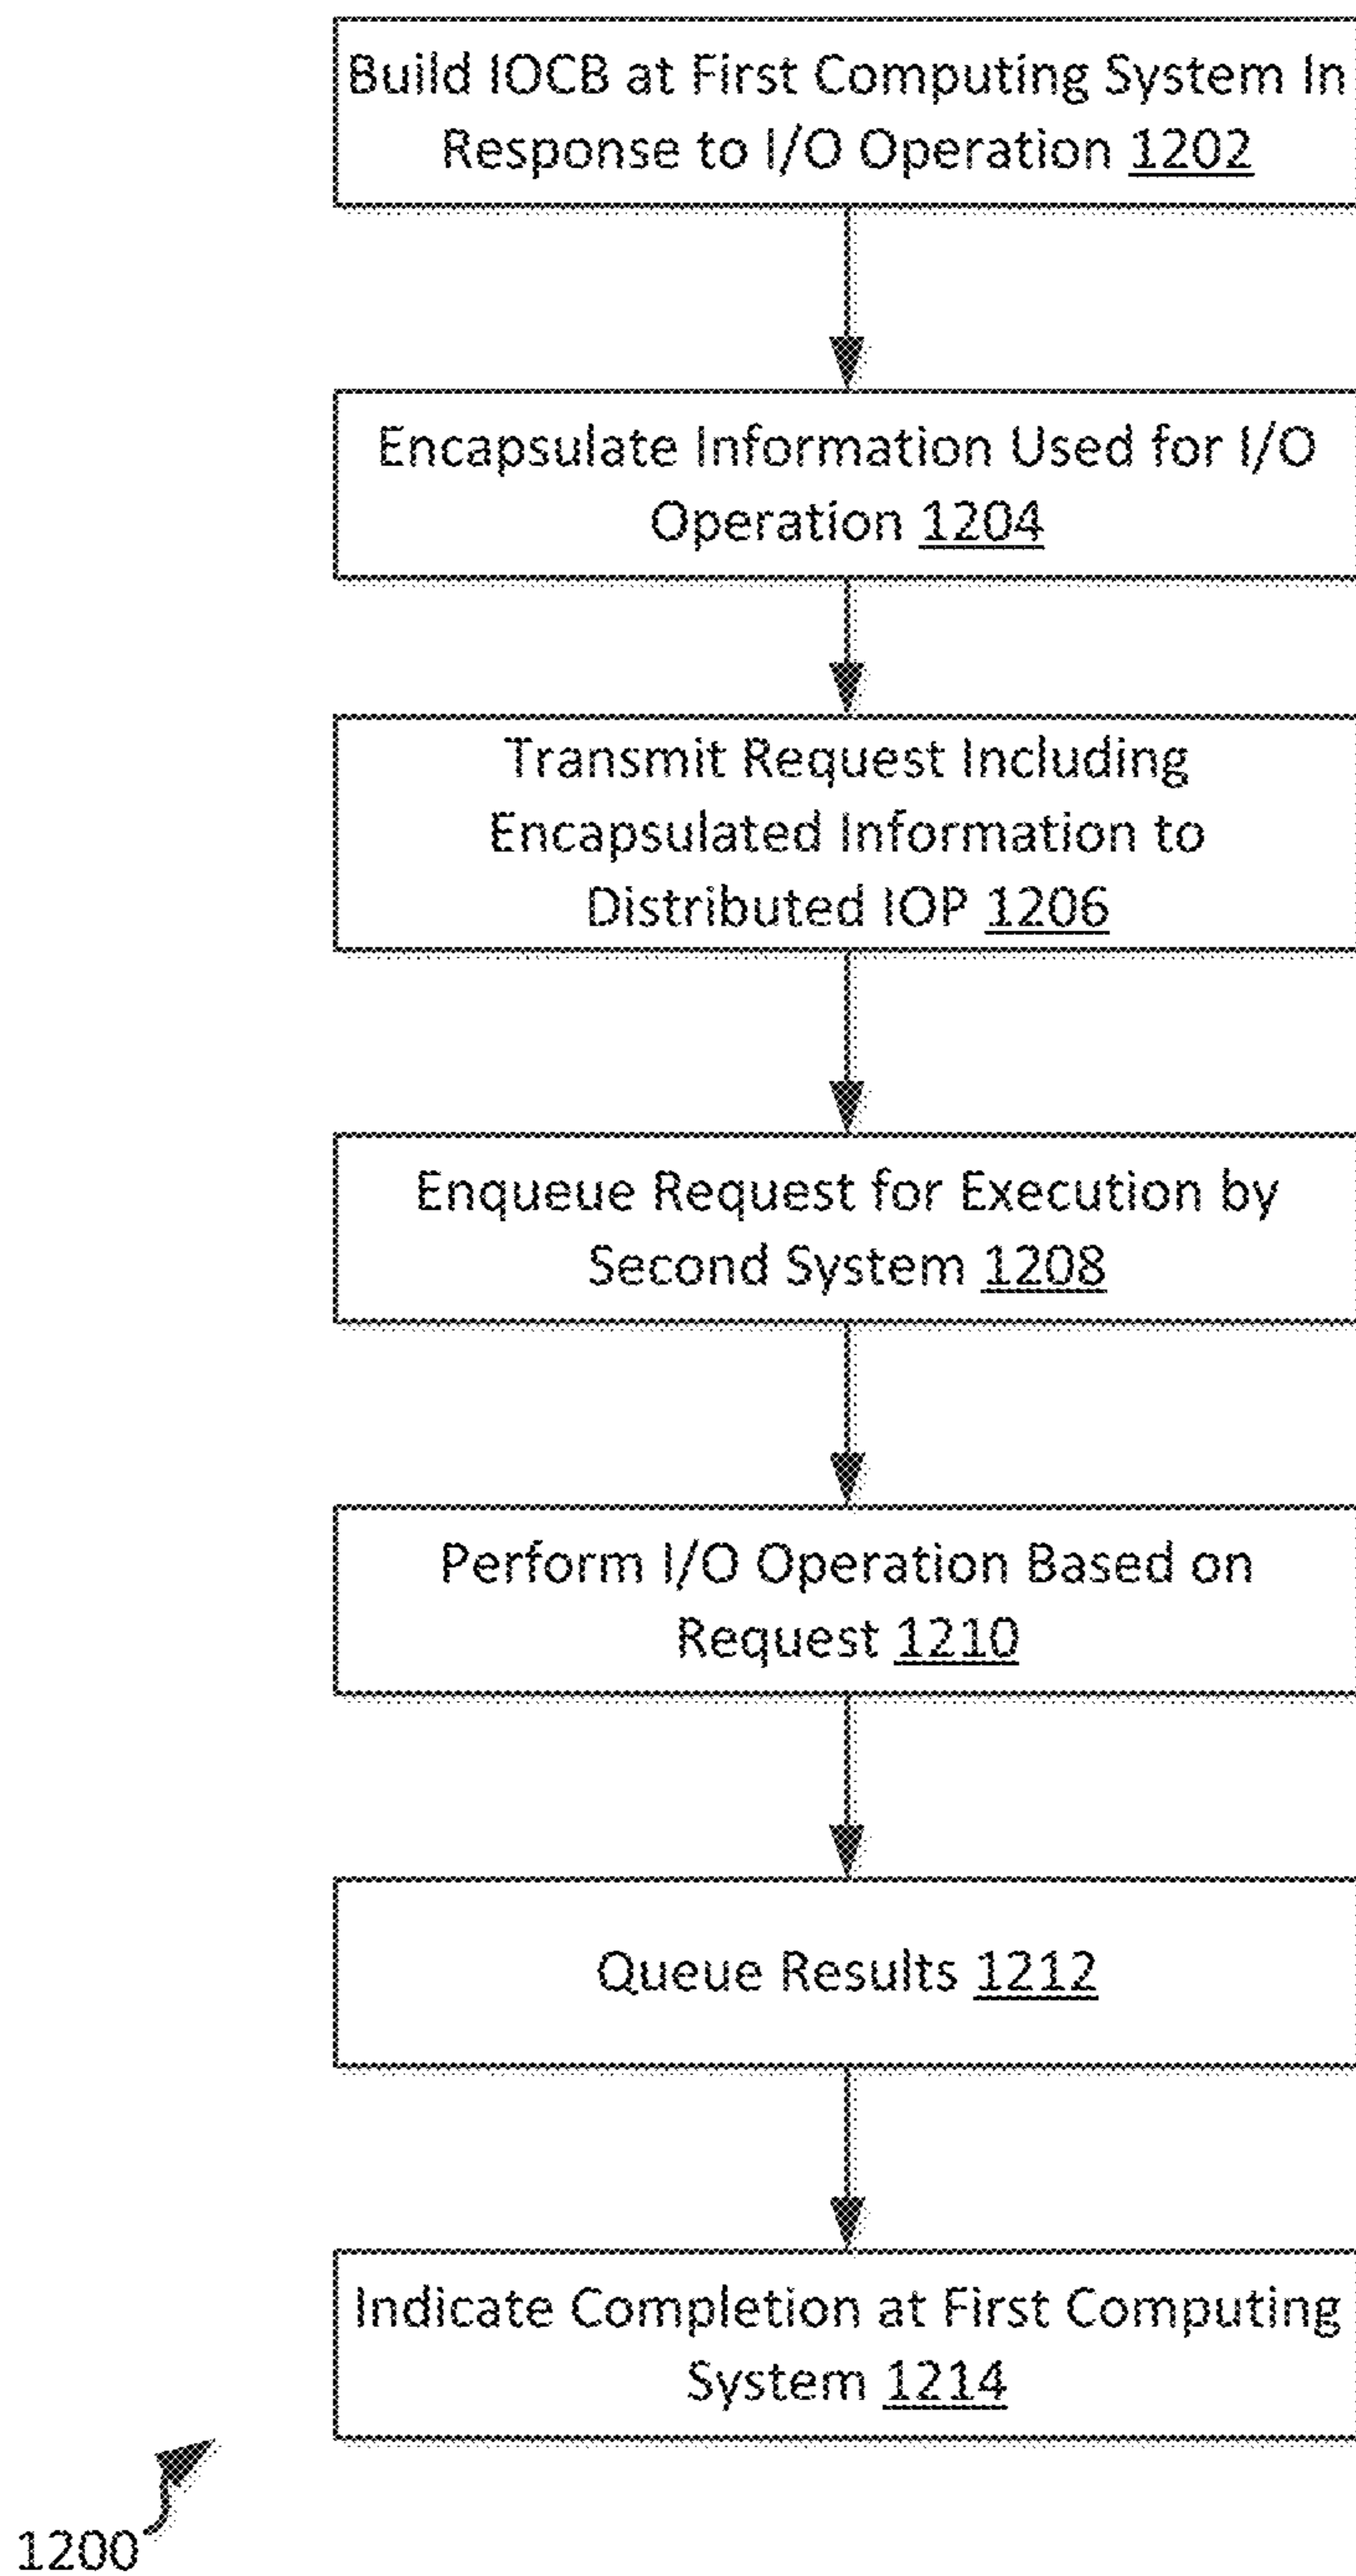 Build IOCB at First Computing System In
Response to I/O Operation 1202
Encapsulate Information Used for I/O
Operation 1204
Transmit Request Including
Encapsulated Information to
Distributed IOP 1206
Enqueue Request for Execution by
Second System 1208
Perform I/O Operation Based on
Request 1210
Queue Results 1212
Indicate Completion at First Computing
System 1214
1200